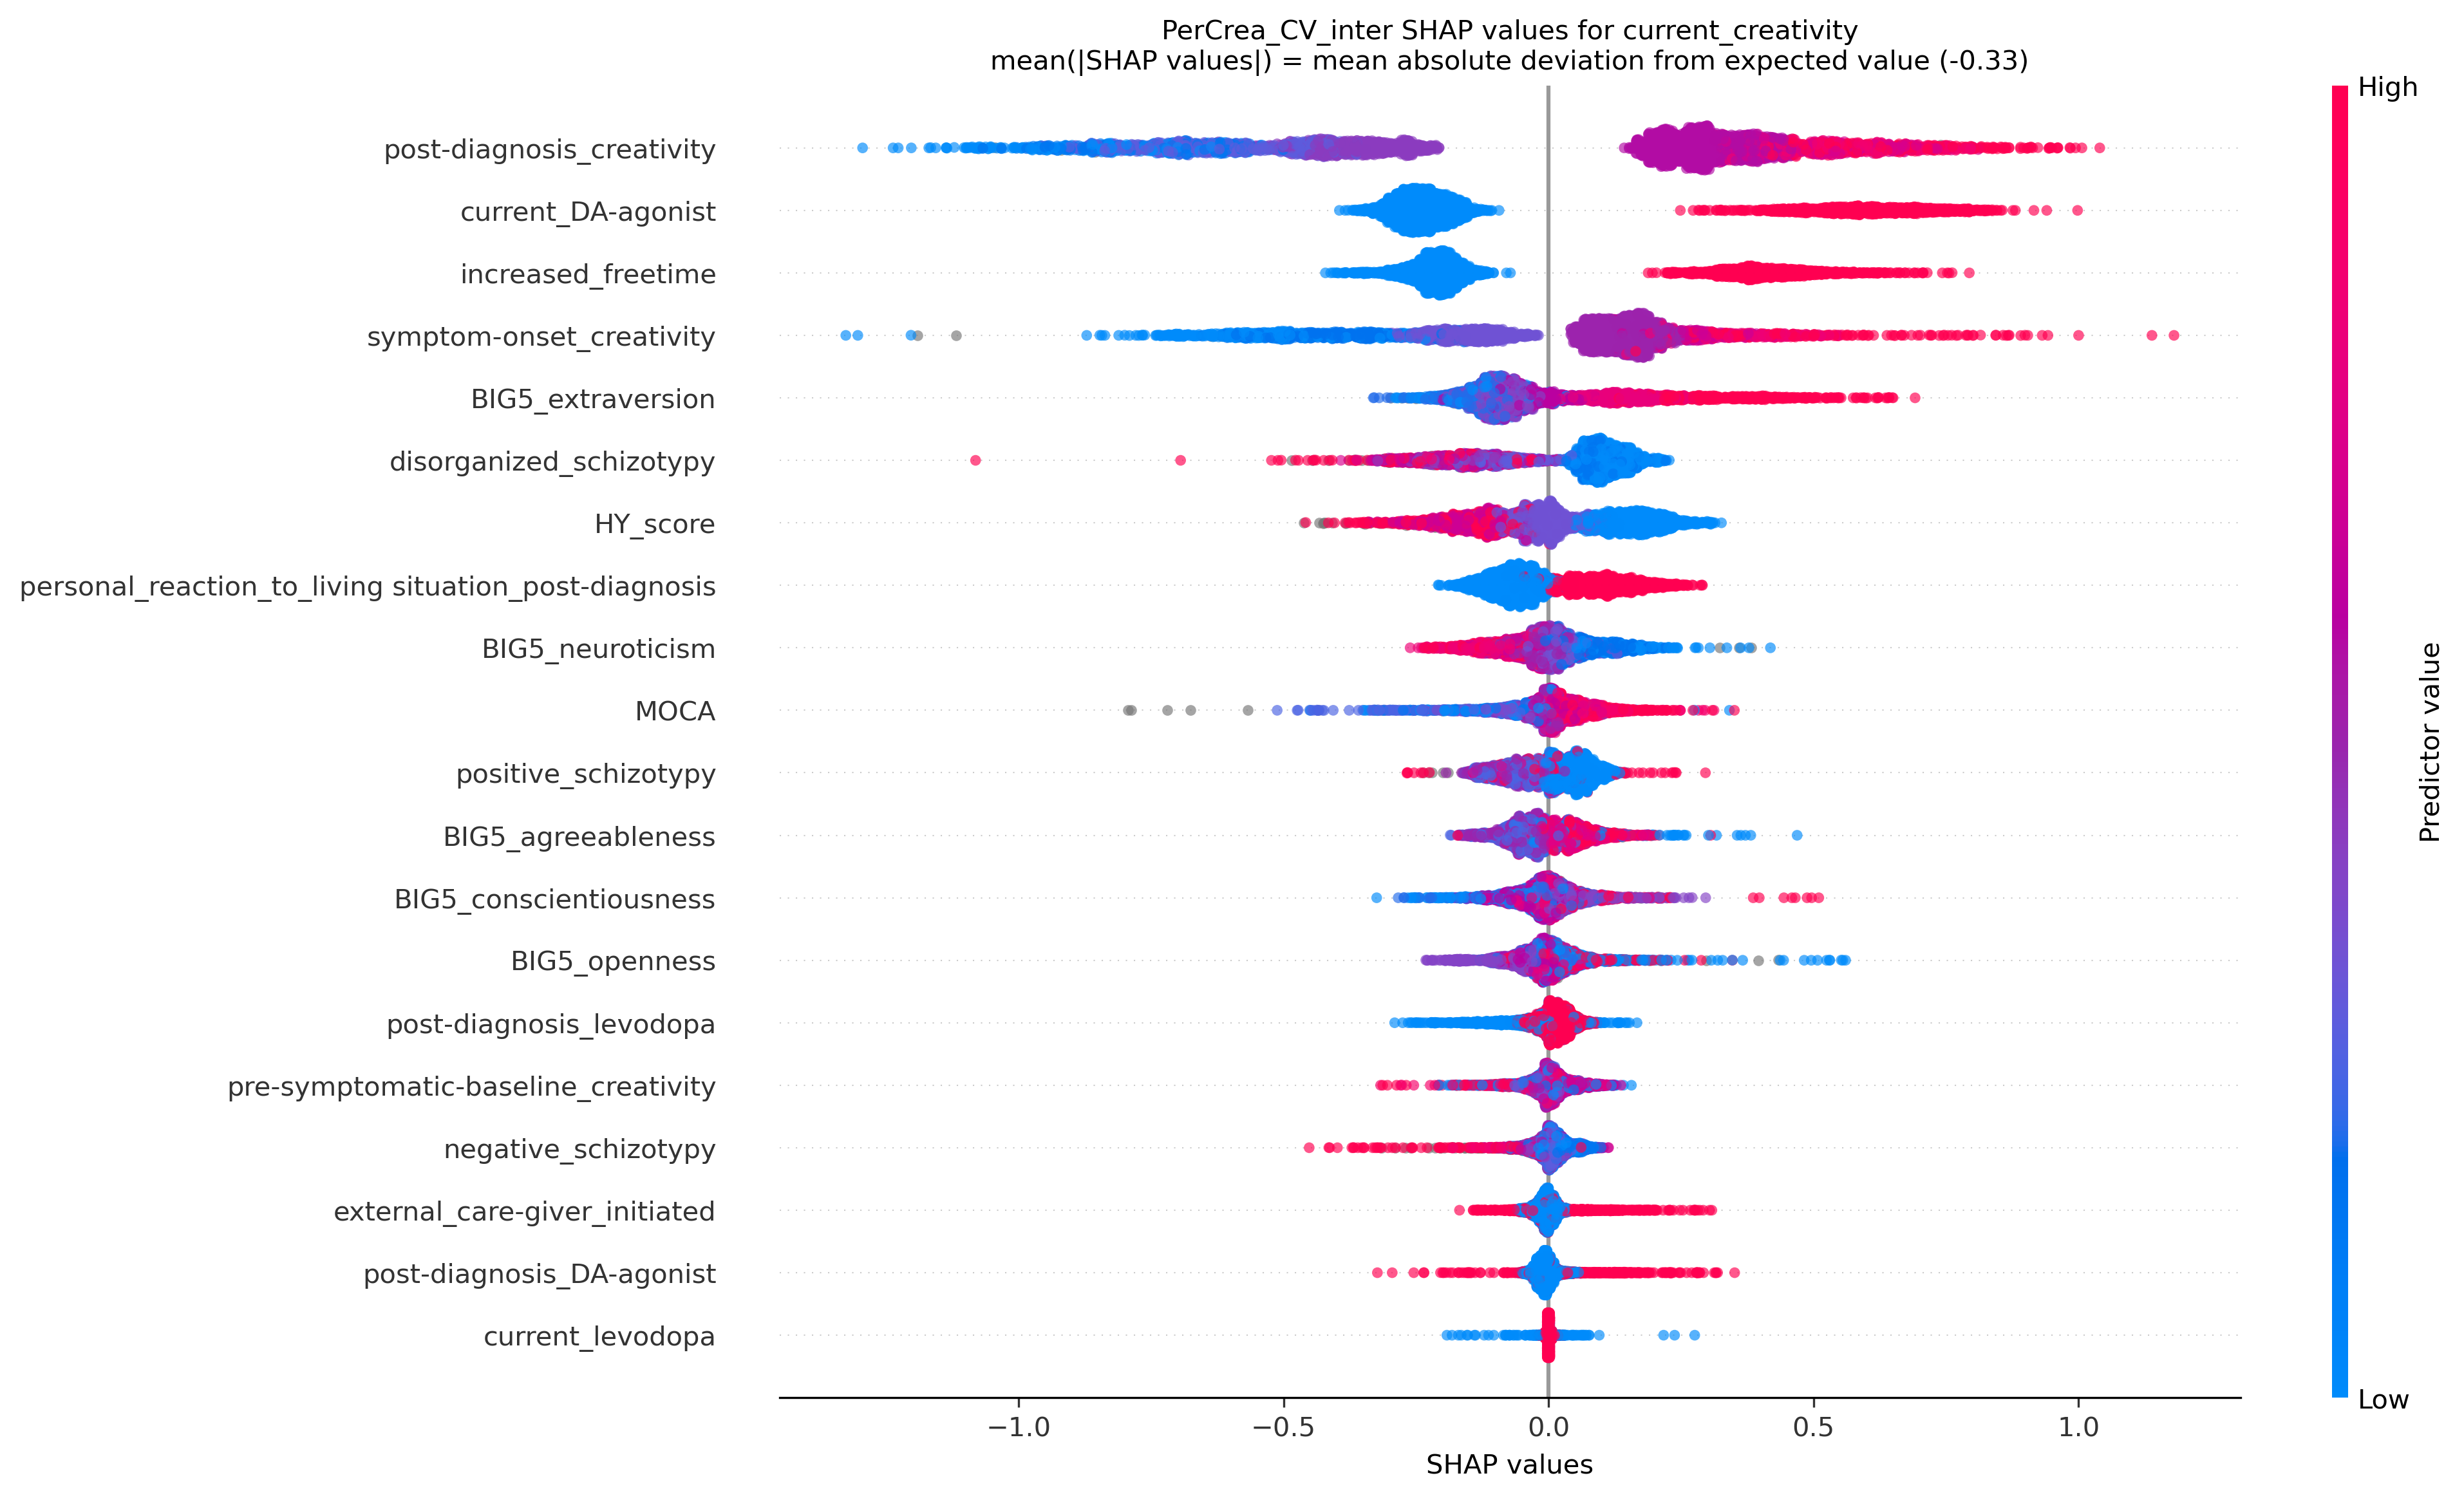 PerCrea_CV_inter SHAP values for current_creativity
mean(|SHAP values|) = mean absolute deviation from expected value (-0.33)
High
post-diagnosis_creativity
current_DA-agonist
increased_freetime
symptom-onset_creativity
BIG5_extraversion
disorganized_schizotypy
HY_score
personal_reaction_to_living situation_post-diagnosis
BIG5_neuroticism
MOCA
positive_schizotypy
BIG5_agreeableness
BIG5_conscientiousness
BIG5_openness
post-diagnosis_levodopa
pre-symptomatic-baseline_creativity
negative_schizotypy
external_care-giver_initiated
post-diagnosis_DA-agonist
current_levodopa
Predictor value
Low
−1.0 −0.5 0.0 0.5 1.0
SHAP values